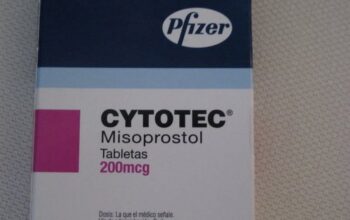 Pfizer
CYTOTEC®
Misoprostol
Tabletas
200mcg
Dosis: La que el médico señale.